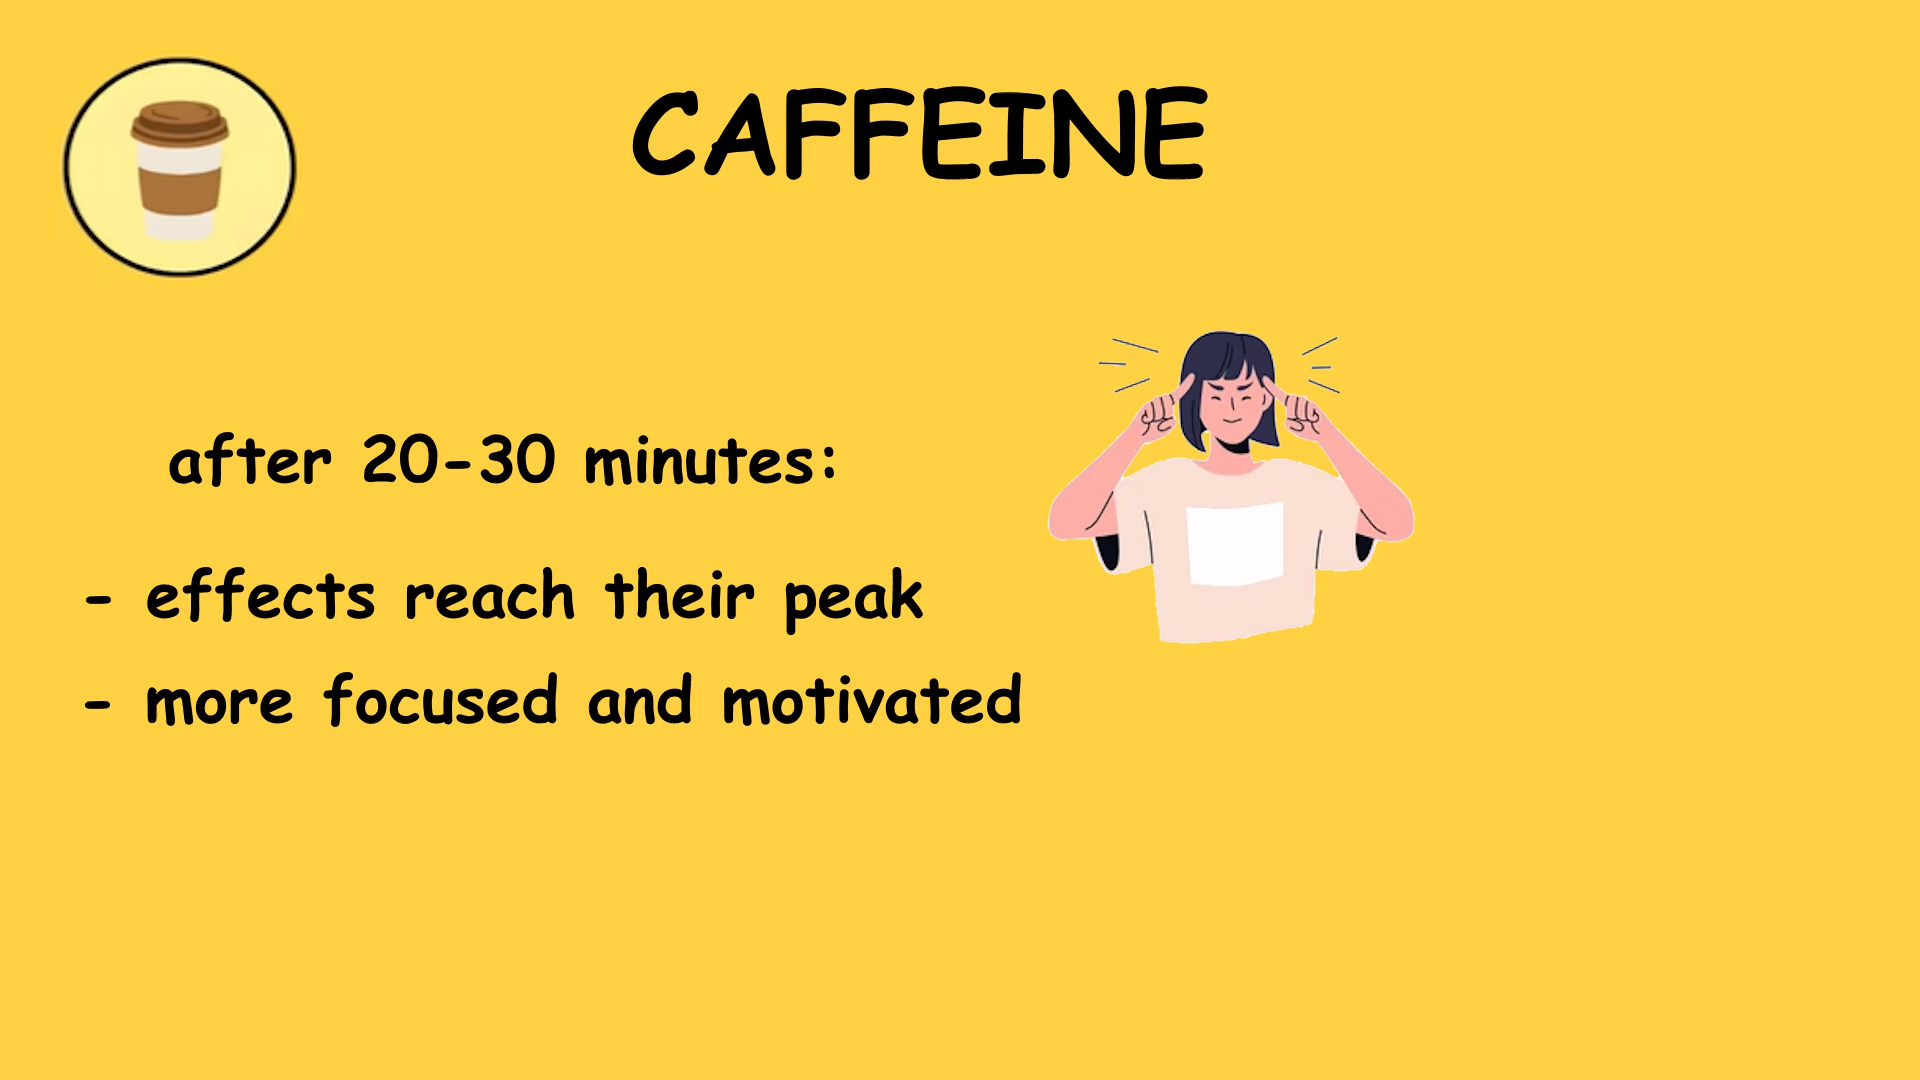 CAFFEINE
after 20-30 minutes:
- effects reach their peak
- more focused and motivated